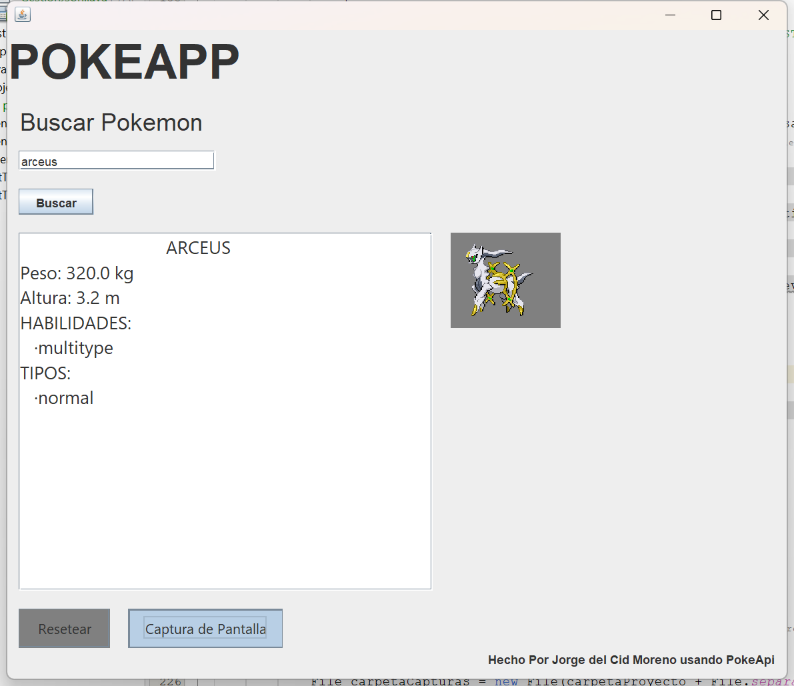 POKEAPP
Buscar Pokemon
arceus
Buscar
ARCEUS
Peso: 320.0 kg
Altura: 3.2 m
HABILIDADES:
·multitype
TIPOS:
·normal
Resetear
Captura de Pantalla
Hecho Por Jorge del Cid Moreno usando PokeApi
226
File carpetaCapturas = new File(carpetaProyecto + File.separa